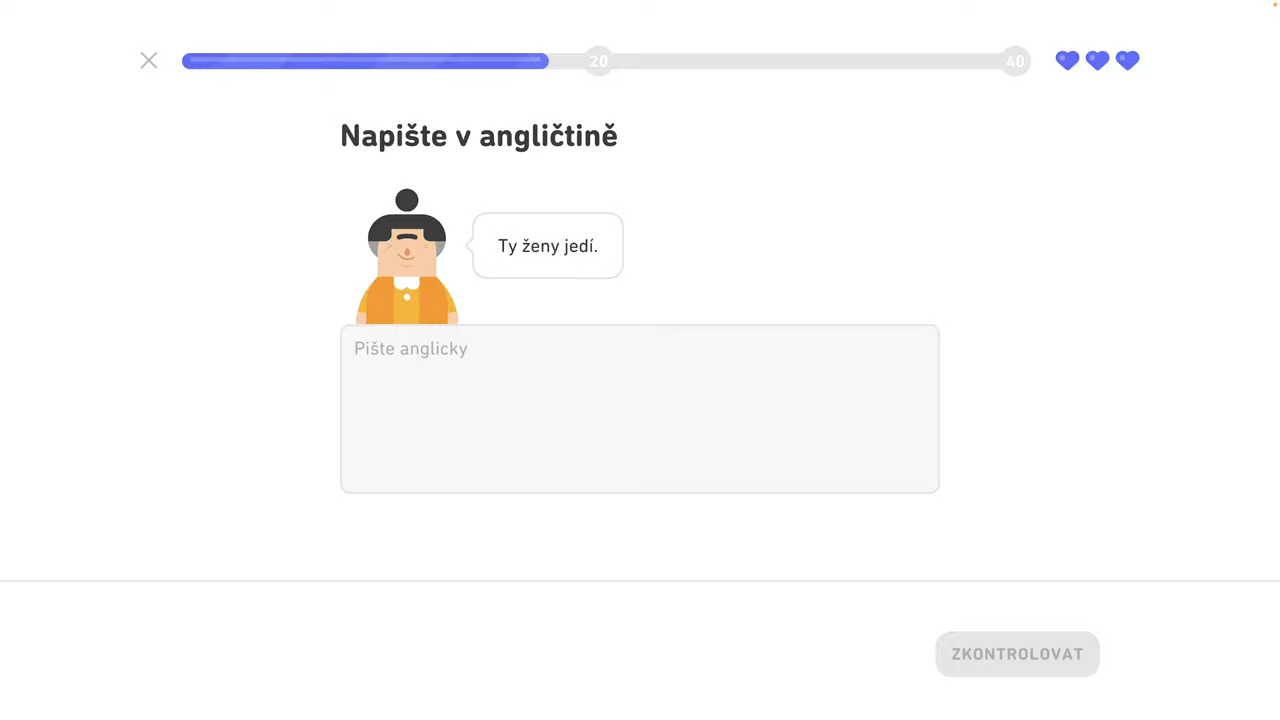 20
40
Napište v angličtině
Ty ženy jedí.
Pište anglicky
ZKONTROLOVAT